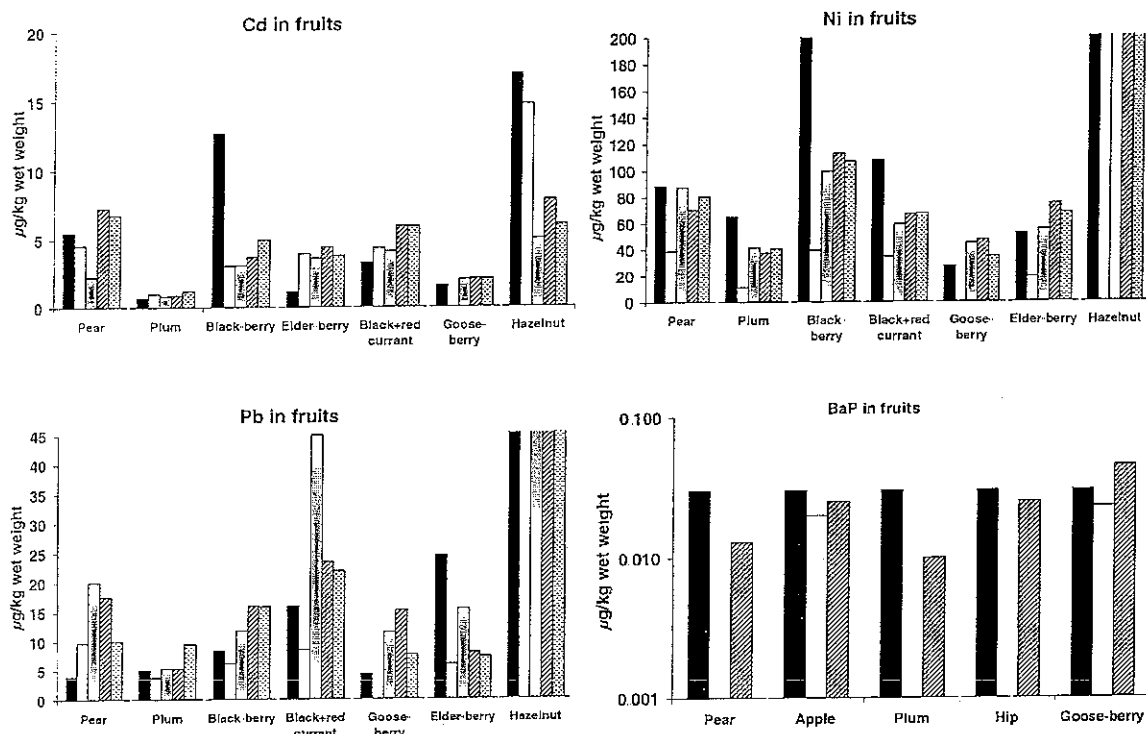 Cd in fruits
µg/kg wet weight
20
15
10
5
0
Pear
Plum
Black-berry
Elder-berry
Black+red
currant
Goose-
berry
Hazelnut
Ni in fruits
µg/kg wet weight
200
180
160
140
120
100
80
60
40
20
0
Pear
Plum
Black-
berry
Black+red
currant
Goose-
berry
Elder-berry
Hazelnut
Pb in fruits
µg/kg wet weight
45
40
35
30
25
20
15
10
5
0
Pear
Plum
Black-berry
Black+red
currant
Goose-
berry
Elder-berry
Hazelnut
BaP in fruits
µg/kg wet weight
0.100
0.010
0.001
Pear
Apple
Plum
Hip
Goose-berry